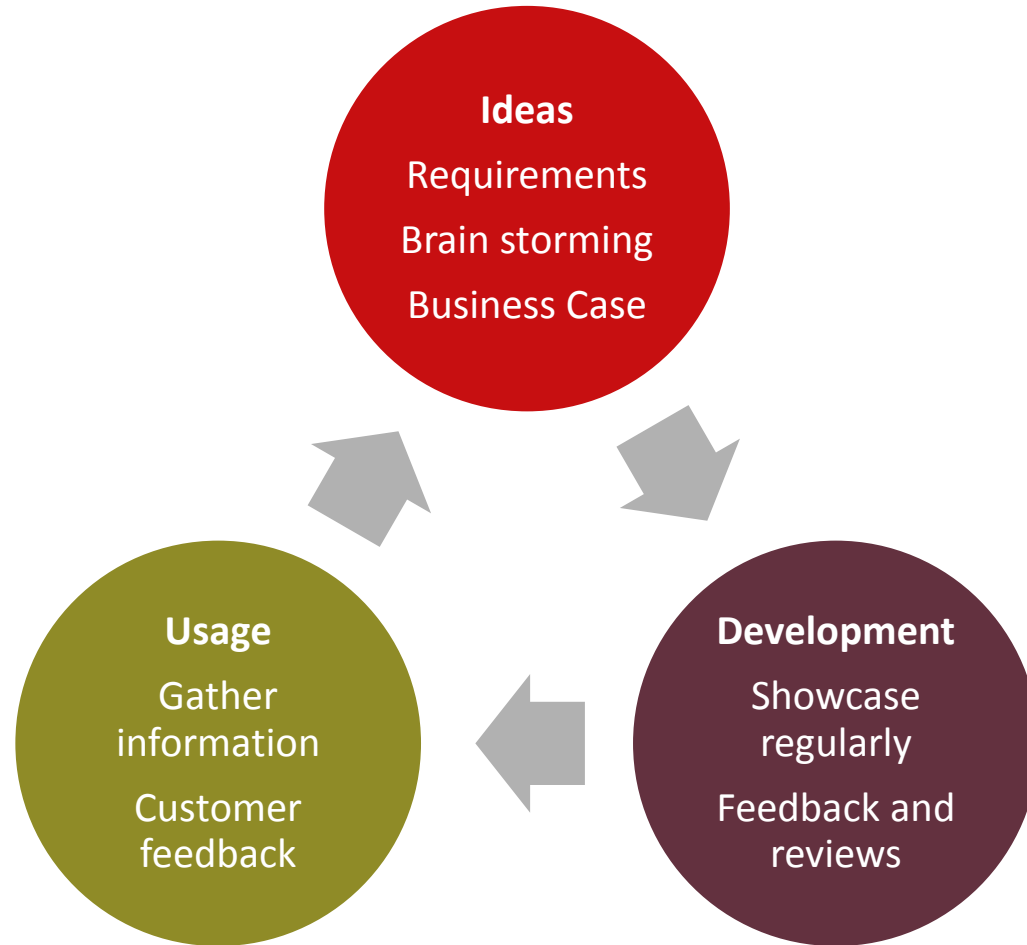 Ideas
Requirements
Brain storming
Business Case
Usage
Gather
information
Customer
feedback
Development
Showcase
regularly
Feedback and
reviews